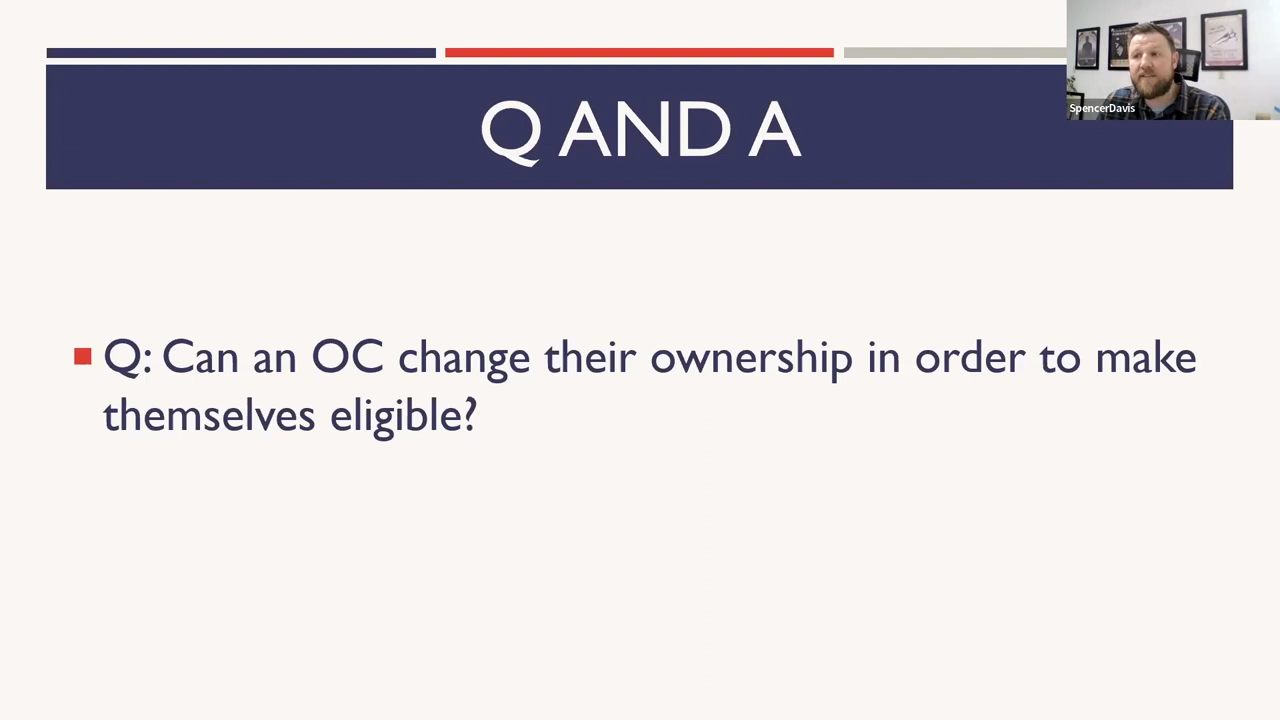 SpencerDavis
Q AND A
Q: Can an OC change their ownership in order to make
themselves eligible?